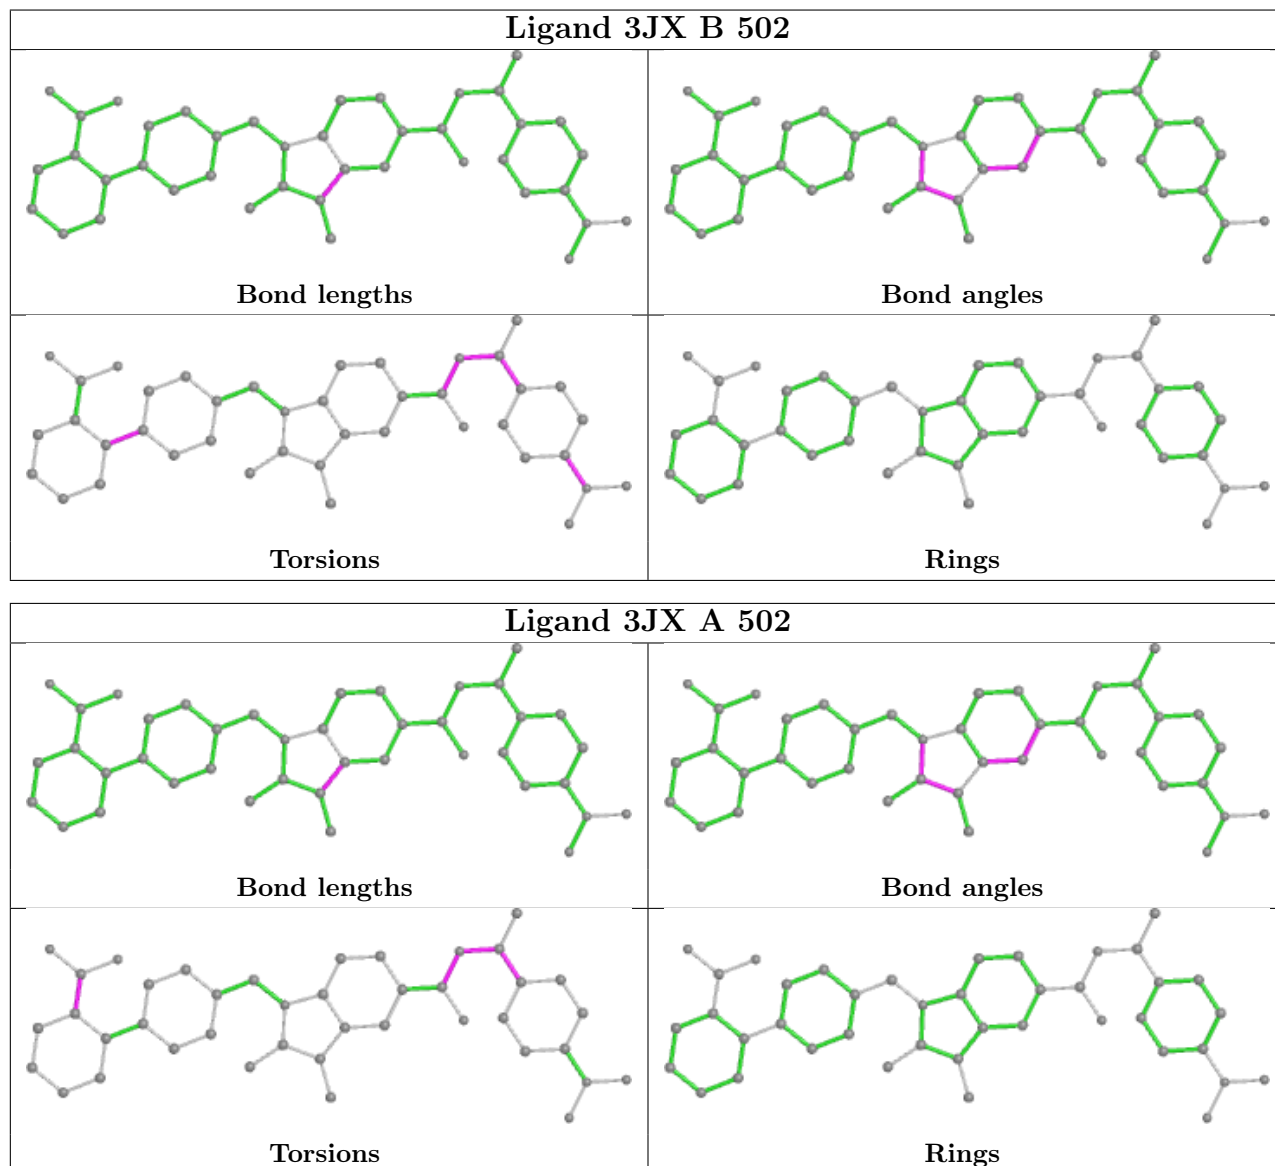 Ligand 3JX B 502
Bond lengths
Bond angles
Torsions
Rings
Ligand 3JX A 502
Bond lengths
Bond angles
Torsions
Rings